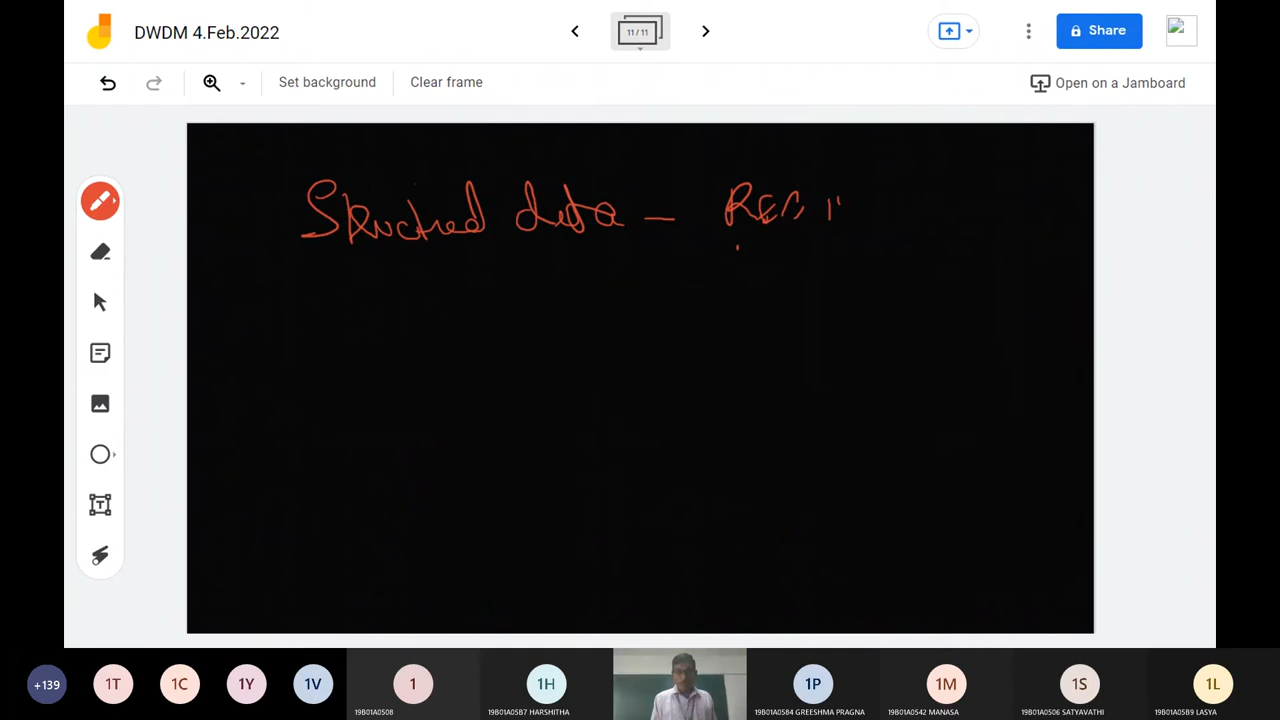 DWDM 4.Feb.2022
11 / 11
Share
Set background
Clear frame
Open on a Jamboard
data —
T
+139
1T
1C
1Y
1V
1
1H
1P
1M
1S
1L
19B01A0508
19B01A05B7 HARSHITHA
19B01A0584 GREESHMA PRAGNA
19B01A0542 MANASA
19B01A0506 SATYAVATHI
19B01A05B9 LASYA